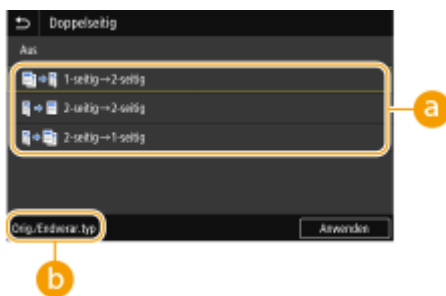 Doppelseitig
Aus
1-seitig→2-seitig
2-seitig→2-seitig
2-seitig→1-seitig
a
Orig./Endverar.typ
Anwenden
b